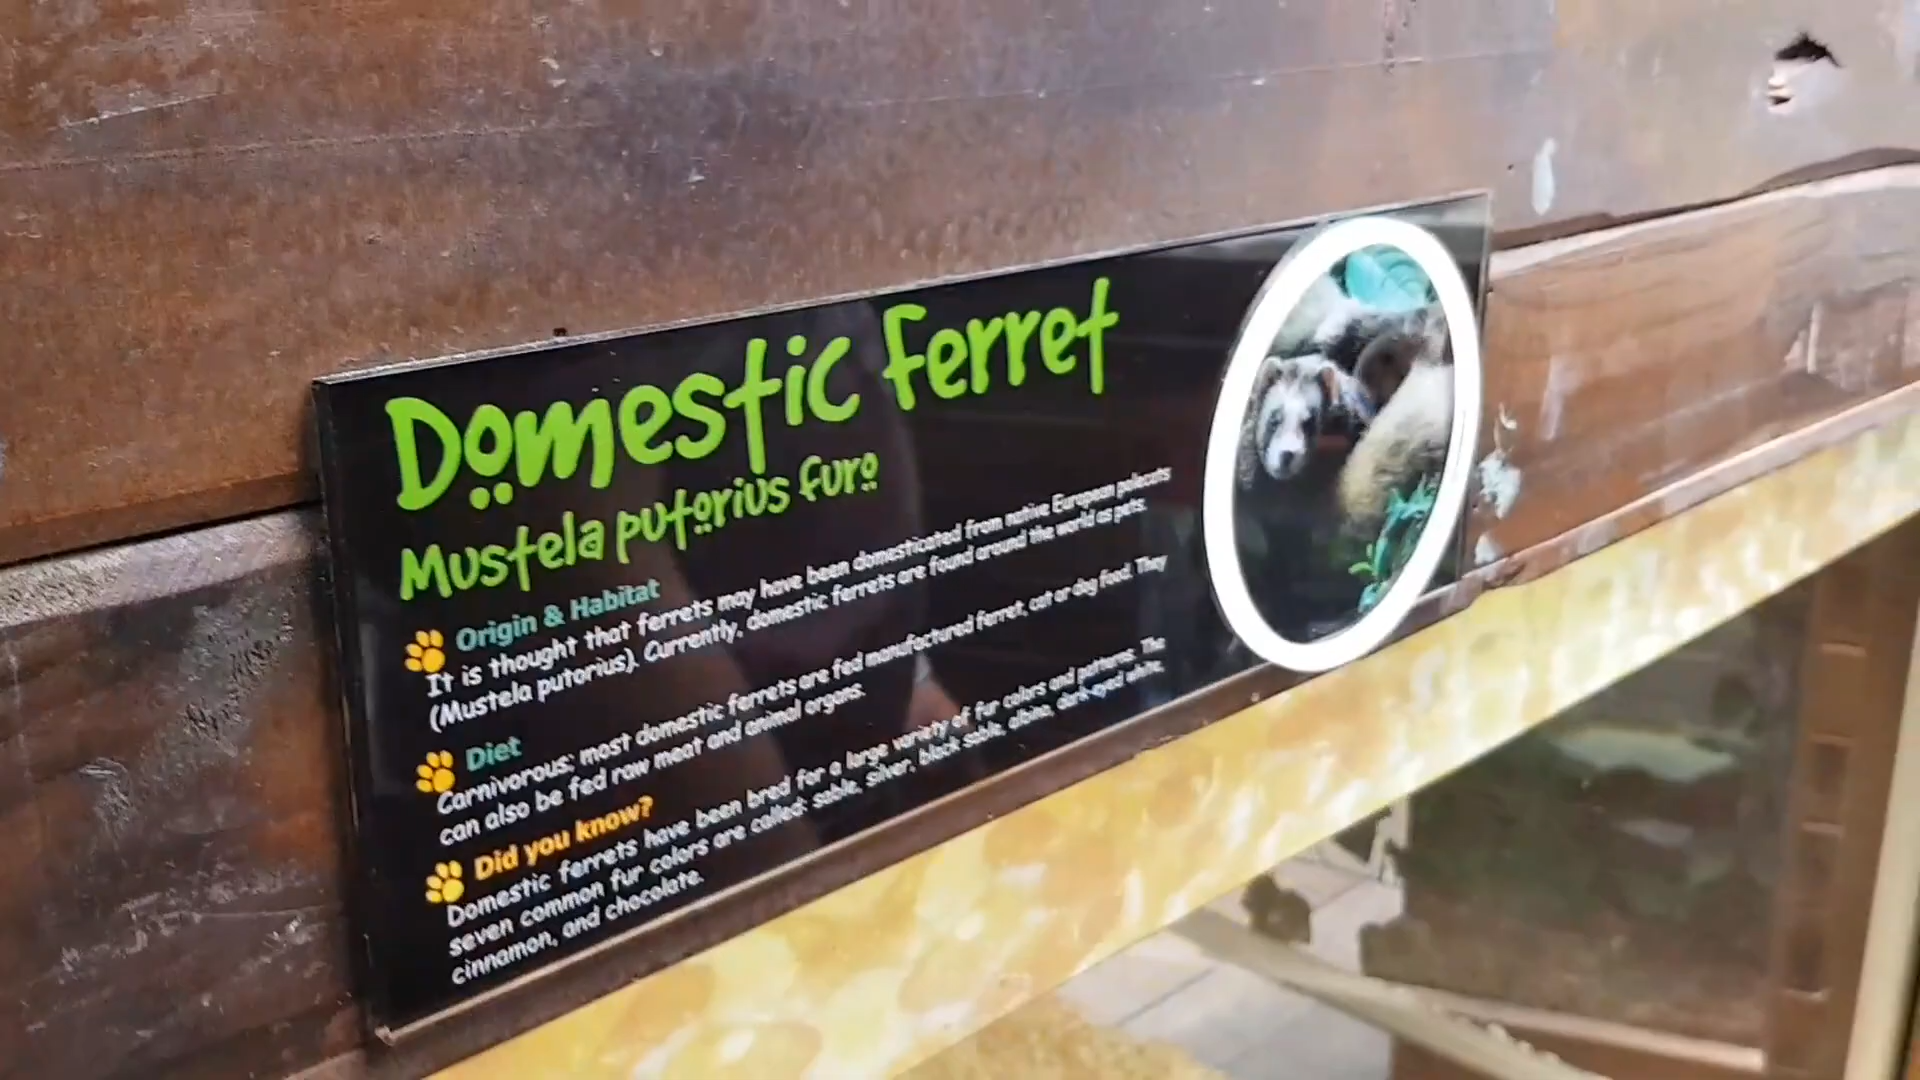 Domestic Ferret
Mustela putorius furo
Origin & Habitat
It is thought that ferrets may have been domesticated from native European polecats
(Mustela putorius). Currently, domestic ferrets are found around the world as pets.
Diet
Carnivorous; most domestic ferrets are fed manufactured ferret, cat or dog food. They
can also be fed raw meat and animal organs.
Did you know?
Domestic ferrets have been bred for a large variety of fur colors and patterns. The
seven common fur colors are called: sable, silver, black sable, albino, dark-eyed white,
cinnamon, and chocolate.